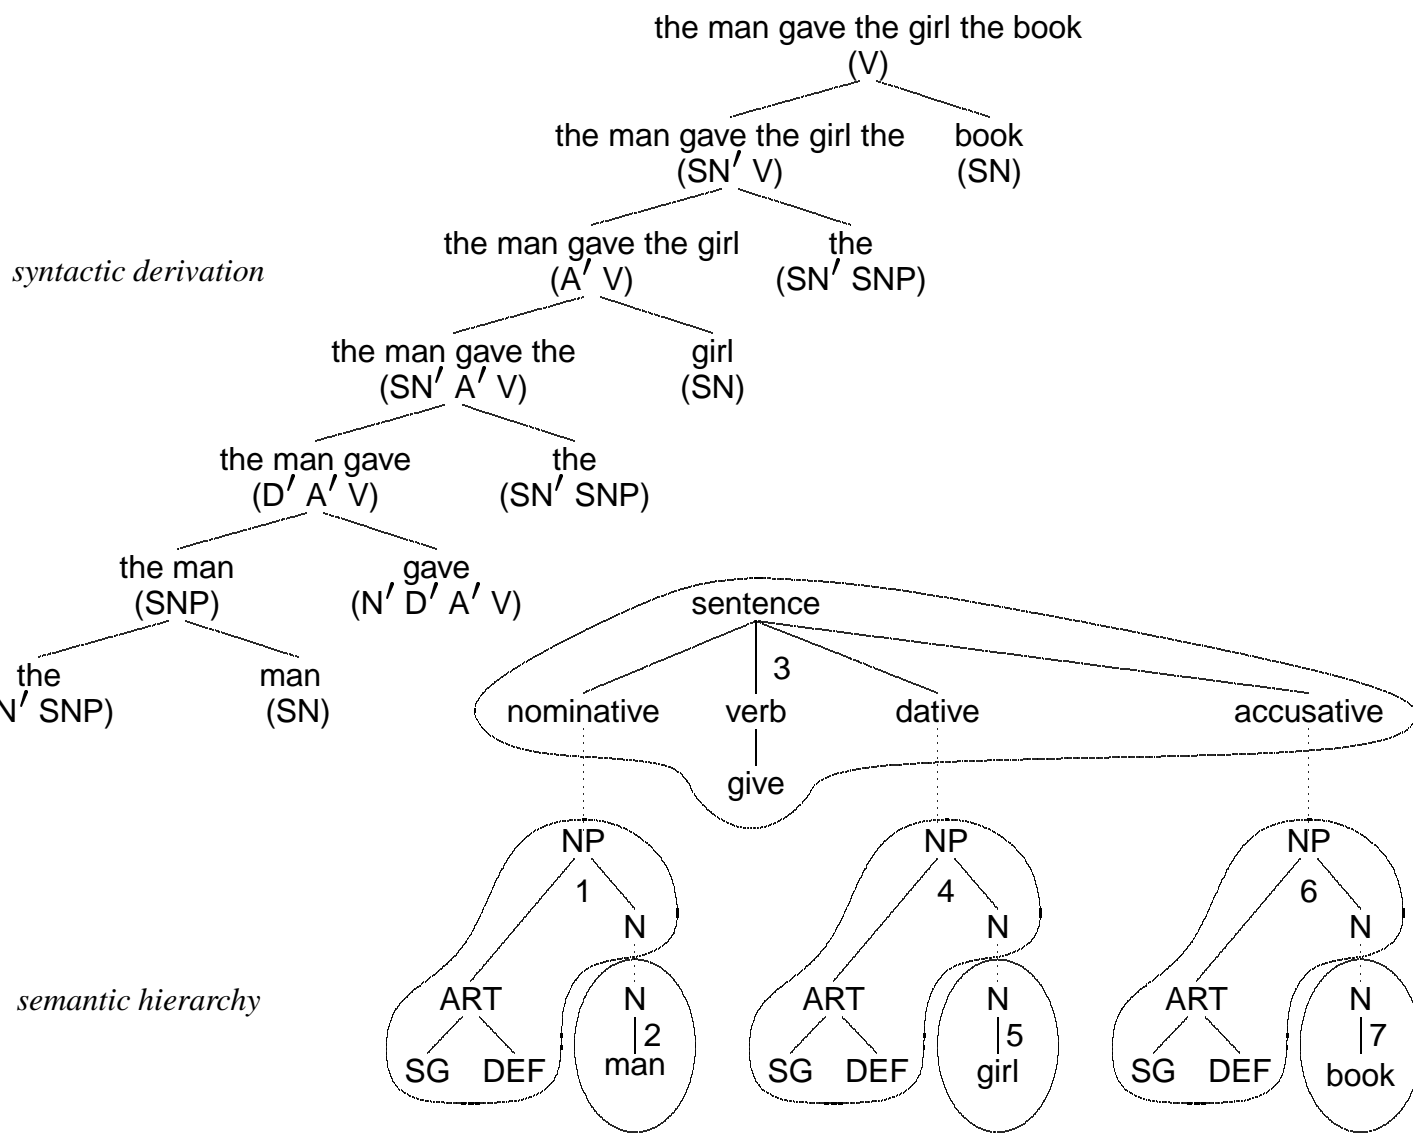 the man gave the girl the book
(V)
the man gave the girl the book
(SN′ V) (SN)
the man gave the girl the
(A′ V) (SN′ SNP)
syntactic derivation
the man gave the girl
(SN′ A′ V) (SN)
the man gave the
(D′ A′ V) (SN′ SNP)
the man gave
(SNP) (N′ D′ A′ V)
sentence
the man
N′ SNP) (SN)
3
nominative verb dative accusative
give
NP NP NP
1 4 6
N N N
semantic hierarchy
ART N ART N ART N
2 5 7
SG DEF man SG DEF girl SG DEF book